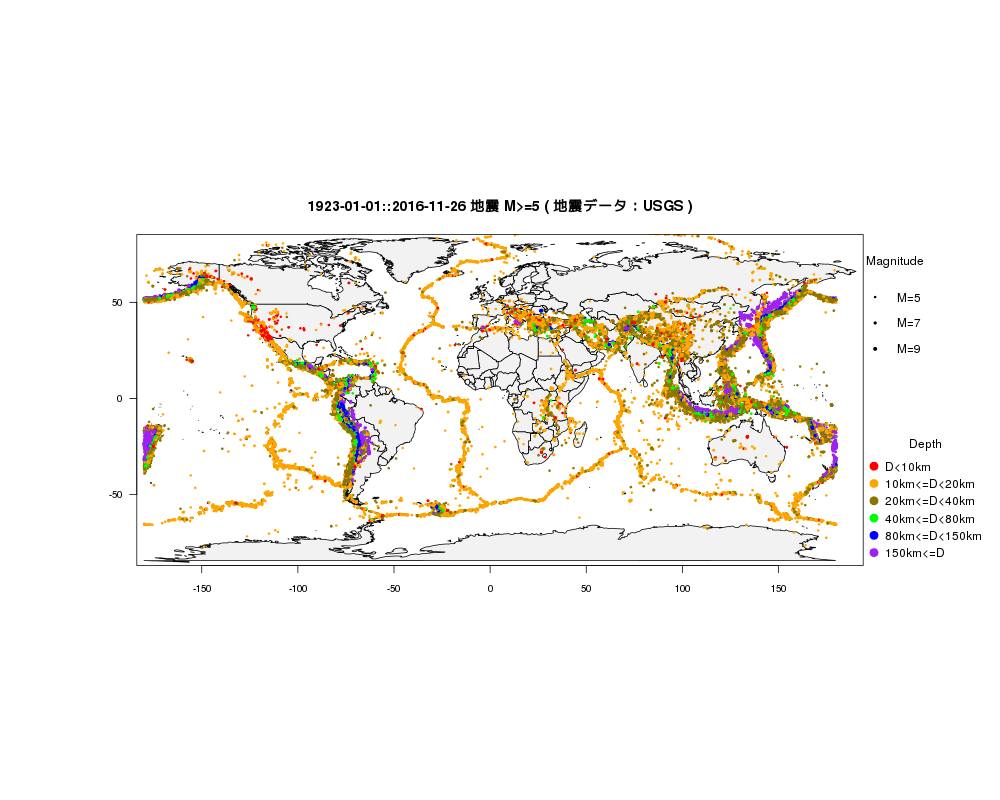 1923-01-01::2016-11-26 地震 M>=5 ( 地震データ : USGS )
Magnitude
M=5
M=7
M=9
Depth
D<10km
10km<=D<20km
20km<=D<40km
40km<=D<80km
80km<=D<150km
150km<=D
50
0
-50
-150 -100 -50 0 50 100 150